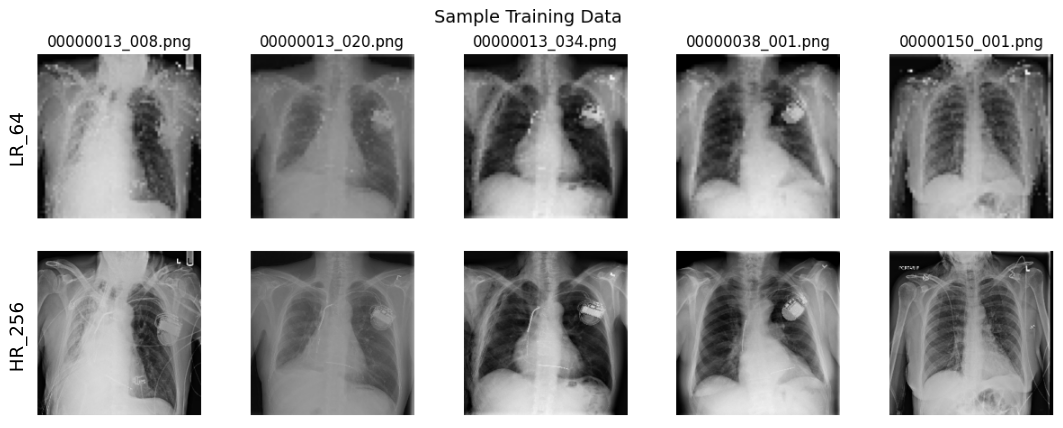 Sample Training Data
00000013_008.png
00000013_020.png
00000013_034.png
00000038_001.png
00000150_001.png
LR_64
HR_256
L
L
L
L